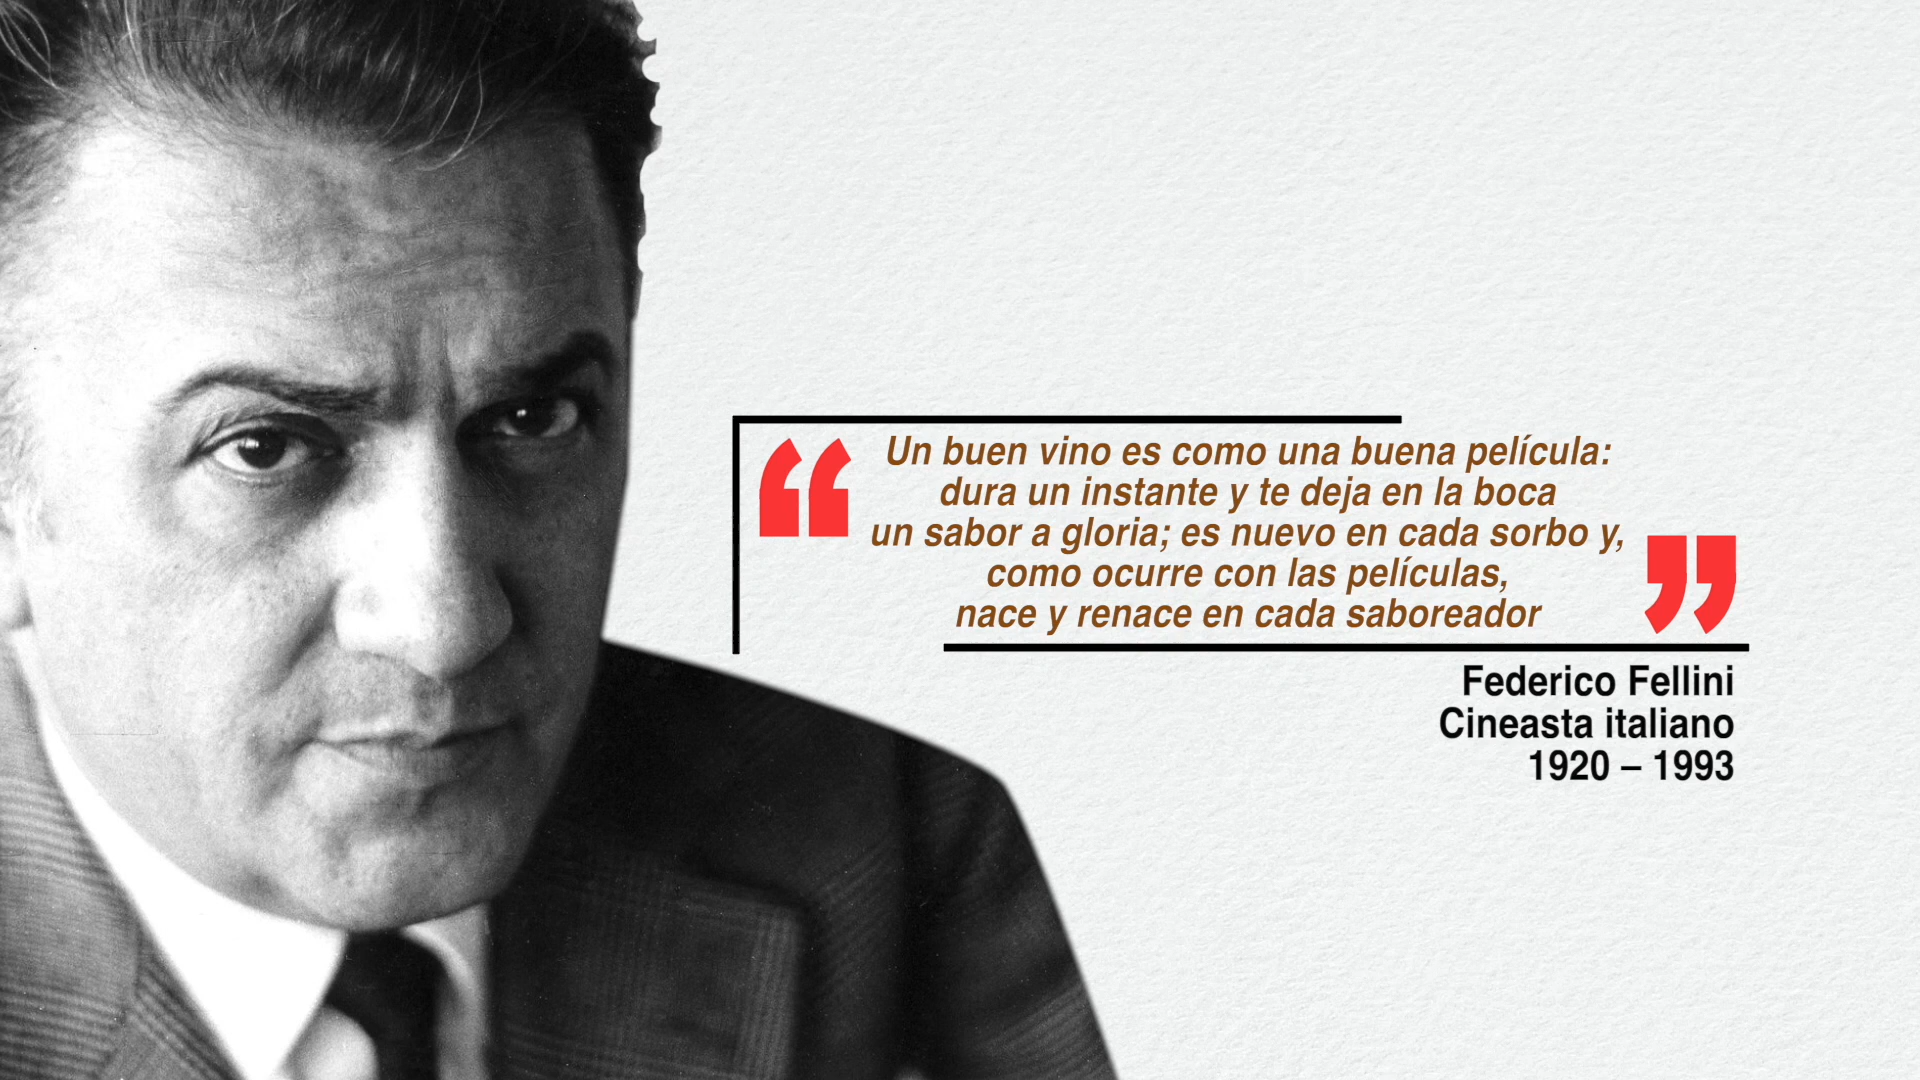 “Un buen vino es como una buena película:
dura un instante y te deja en la boca
un sabor a gloria; es nuevo en cada sorbo y,
como ocurre con las películas,
nace y renace en cada saboreador”
Federico Fellini
Cineasta italiano
1920 – 1993